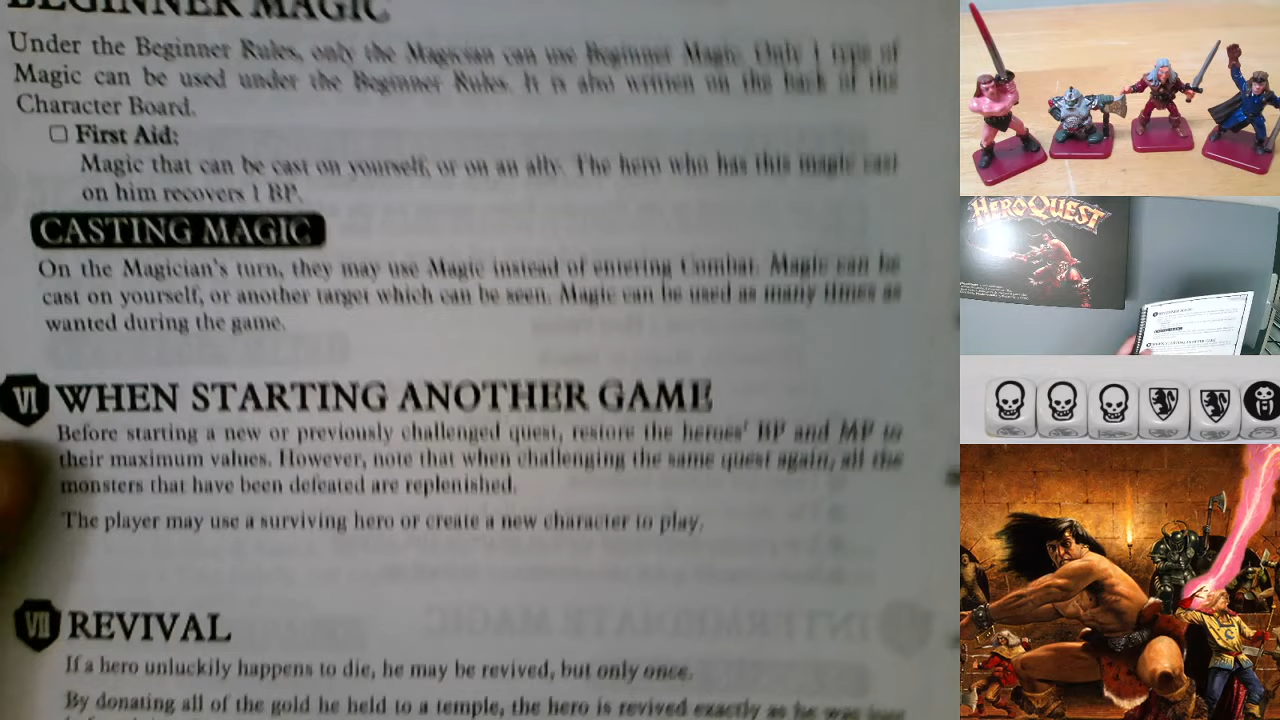 BEGINNER MAGIC
Under the Beginner Rules, only the Magician can use Beginner Magic. Only 1 type of
Magic can be used under the Beginner Rules. It is also written on the back of the
Character Board.
First Aid:
Magic that can be cast on yourself, or on an ally. The hero who has this magic cast
on him recovers 1 BP.
CASTING MAGIC
On the Magician's turn, they may use Magic instead of entering Combat. Magic can be
cast on yourself, or another target which can be seen. Magic can be used as many times as
wanted during the game.
VI WHEN STARTING ANOTHER GAME
Before starting a new or previously challenged quest, restore the heroes' BP and MP to
their maximum values. However, note that when challenging the same quest again, all the
monsters that have been defeated are replenished.
The player may use a surviving hero or create a new character to play.
VII REVIVAL
If a hero unluckily happens to die, he may be revived, but only once.
By donating all of the gold he held to a temple, the hero is revived exactly as he was
HEROQUEST